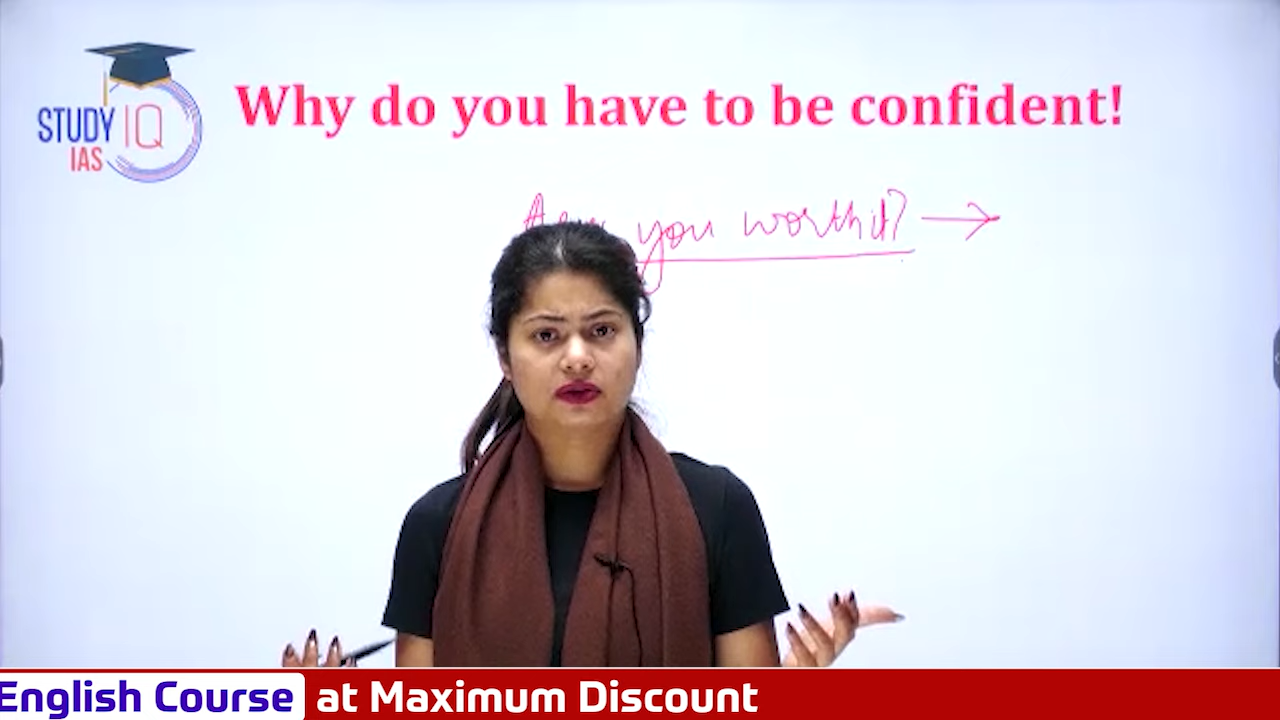 STUDY IQ
IAS
Why do you have to be confident!
you worth it? →
English Course at Maximum Discount